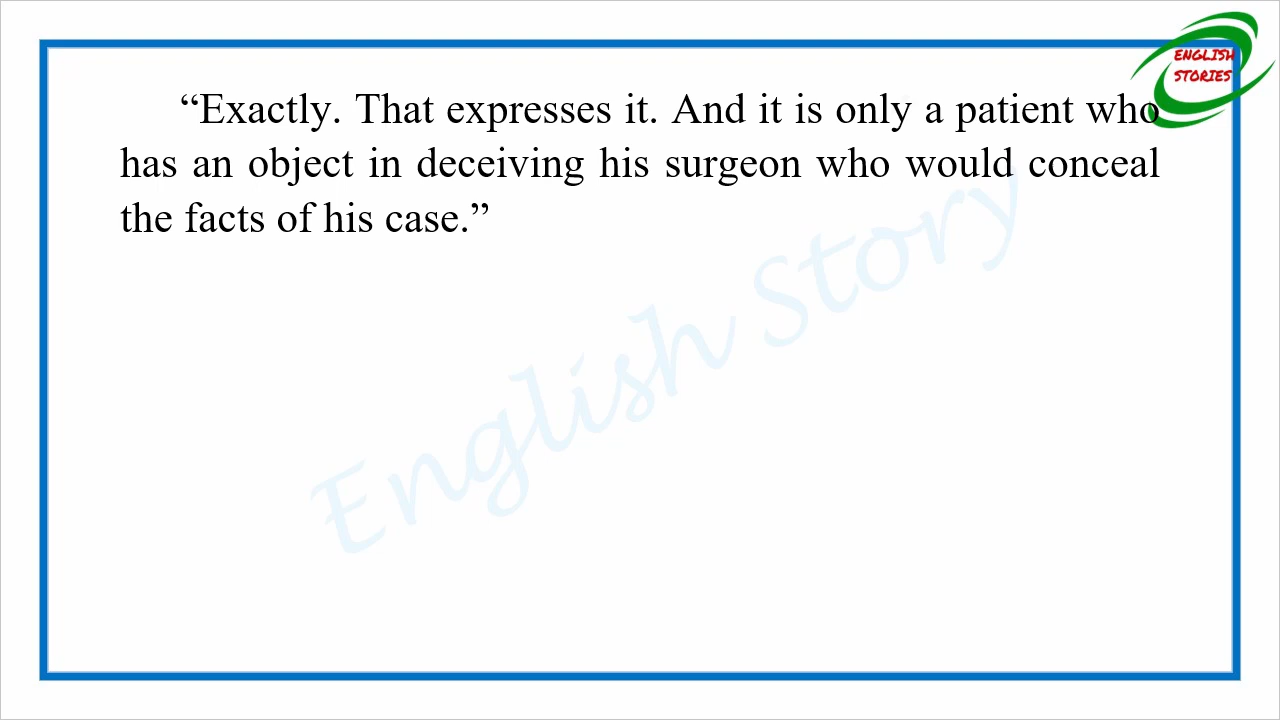 ENGLISH
STORIES
“Exactly. That expresses it. And it is only a patient who
has an object in deceiving his surgeon who would conceal
the facts of his case.”
English Story